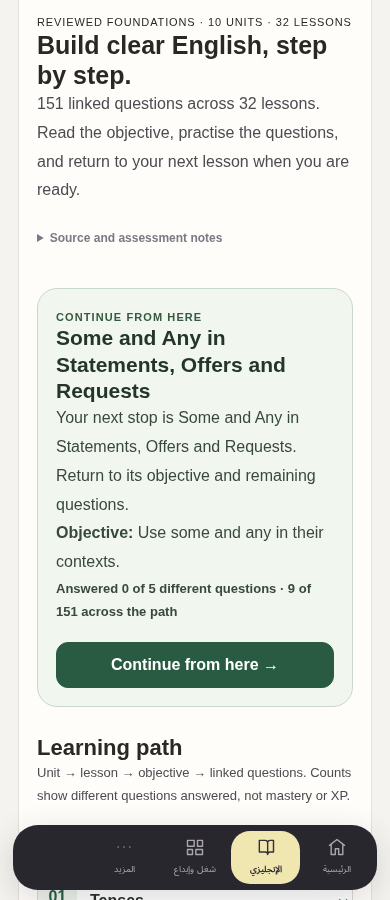 REVIEWED FOUNDATIONS · 10 UNITS · 32 LESSONS
Build clear English, step
by step.
151 linked questions across 32 lessons.
Read the objective, practise the questions,
and return to your next lesson when you are
ready.
Source and assessment notes
CONTINUE FROM HERE
Some and Any in
Statements, Offers and
Requests
Your next stop is Some and Any in
Statements, Offers and Requests.
Return to its objective and remaining
questions.
Objective: Use some and any in their
contexts.
Answered 0 of 5 different questions · 9 of
151 across the path
Continue from here →
Learning path
Unit → lesson → objective → linked questions. Counts
show different questions answered, not mastery or XP.
الرئيسية
الإنجليزي
شغل وإبداع
المزيد
01 Tenses